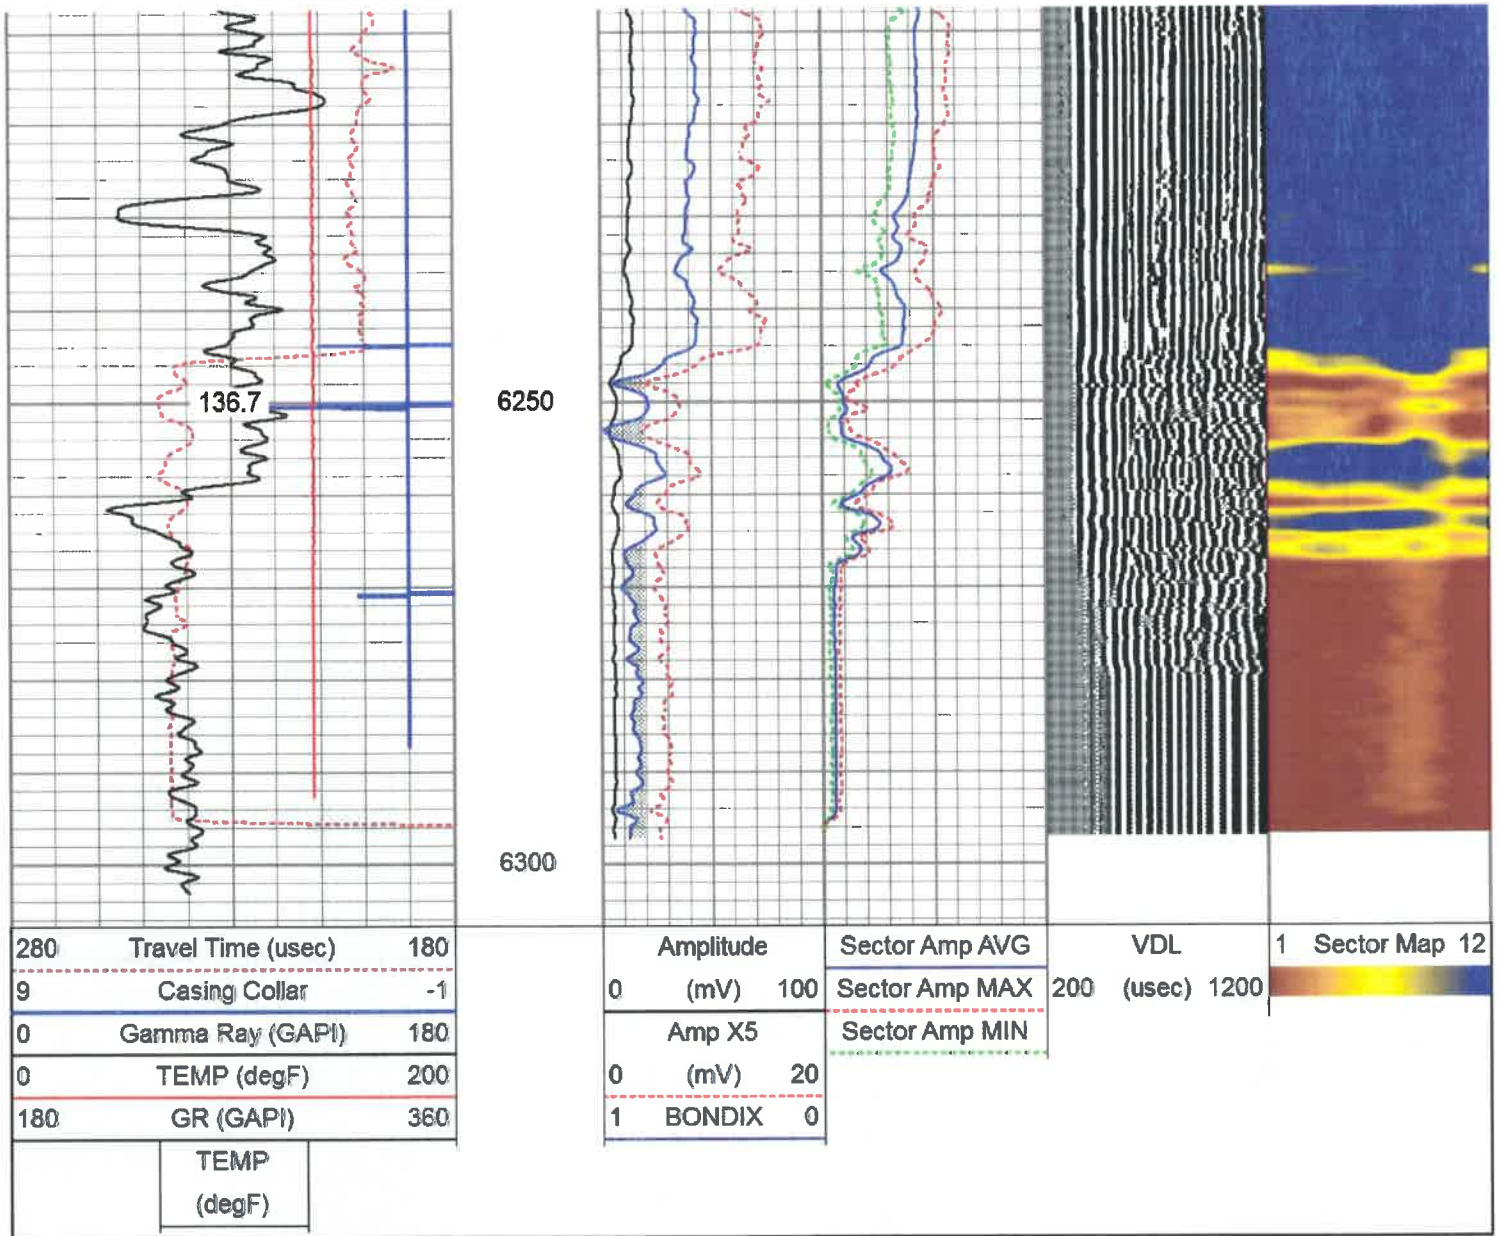 136.7
6250
6300
280 Travel Time (usec) 180
9 Casing Collar -1
0 Gamma Ray (GAPI) 180
0 TEMP (degF) 200
180 GR (GAPI) 360
TEMP
(degF)
Amplitude
0 (mV) 100
Amp X5
0 (mV) 20
1 BONDIX 0
Sector Amp AVG
Sector Amp MAX
Sector Amp MIN
VDL
200 (usec) 1200
1 Sector Map 12